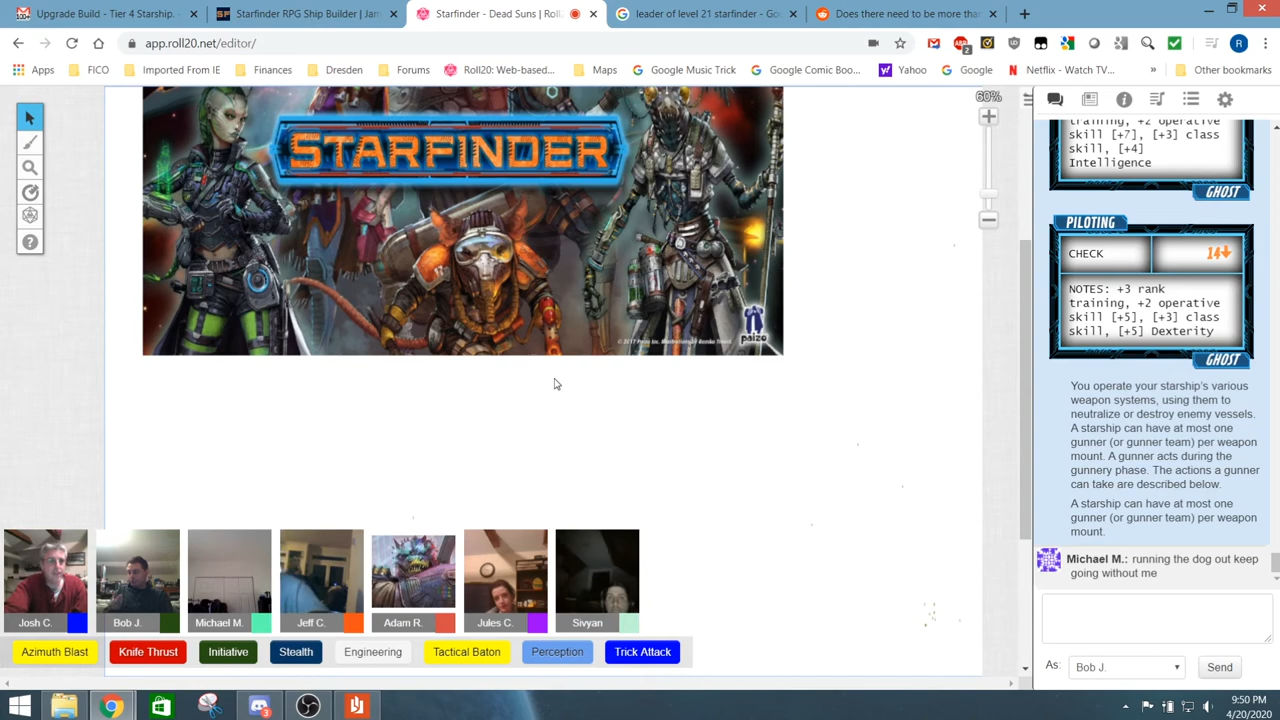 Upgrade Build - Tier 4 Starship.
Starfinder RPG Ship Builder | Jam
Starfinder - Dead Suns | Roll2
leader of level 21 starfinder - Go
Does there need to be more than
app.roll20.net/editor/
2
R
Apps
FICO
Imported From IE
Finances
Dresden
Forums
Roll20: Web-based...
Maps
Google Music Trick
Google Comic Boo...
Yahoo
Google
Netflix - Watch TV...
»
Other bookmarks
60%
STARFINDER
paizo
training, +2 operative
skill [+7], [+3] class
skill, [+4]
Intelligence
GHOST
PILOTING
CHECK
14
NOTES: +3 rank
training, +2 operative
skill [+5], [+3] class
skill, [+5] Dexterity
GHOST
You operate your starship's various
weapon systems, using them to
neutralize or destroy enemy vessels.
A starship can have at most one
gunner (or gunner team) per weapon
mount. A gunner acts during the
gunnery phase. The actions a gunner
can take are described below.
A starship can have at most one
gunner (or gunner team) per weapon
mount.
Michael M.: running the dog out keep
going without me
As:
Bob J.
Send
Josh C.
Bob J.
Michael M.
Jeff C.
Adam R.
Jules C.
Sivyan
Azimuth Blast
Knife Thrust
Initiative
Stealth
Engineering
Tactical Baton
Perception
Trick Attack
3
9:50 PM
4/20/2020